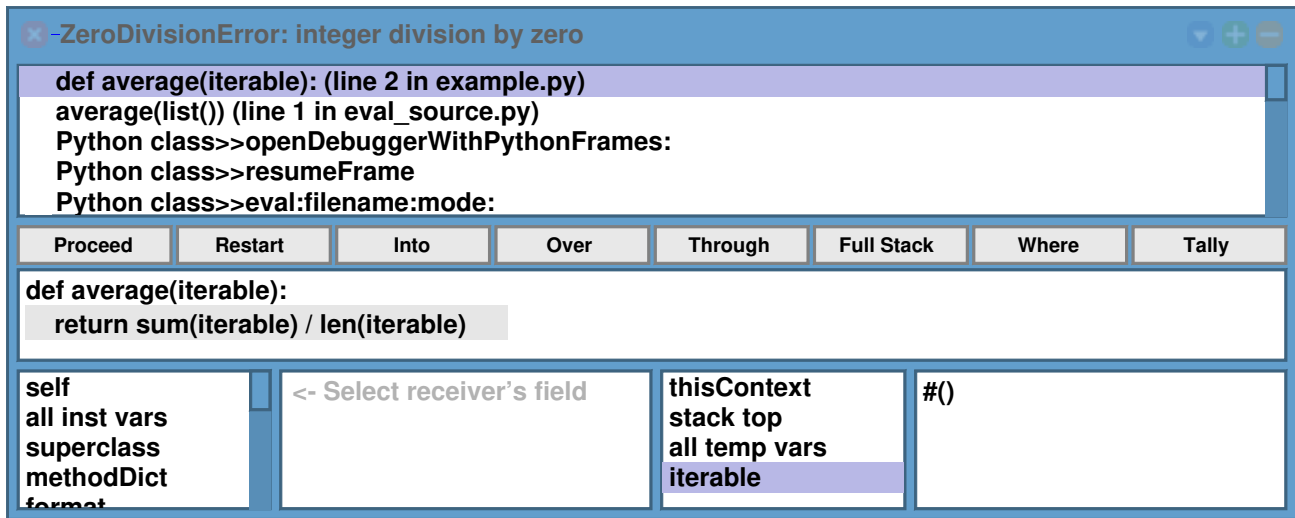 ZeroDivisionError: integer division by zero
def average(iterable): (line 2 in example.py)
average(list()) (line 1 in eval_source.py)
Python class>>openDebuggerWithPythonFrames:
Python class>>resumeFrame
Python class>>eval:filename:mode:
Proceed Restart Into Over Through Full Stack Where Tally
def average(iterable):
return sum(iterable) / len(iterable)
self
all inst vars
superclass
methodDict
format
<- Select receiver's field
thisContext
stack top
all temp vars
iterable
#()